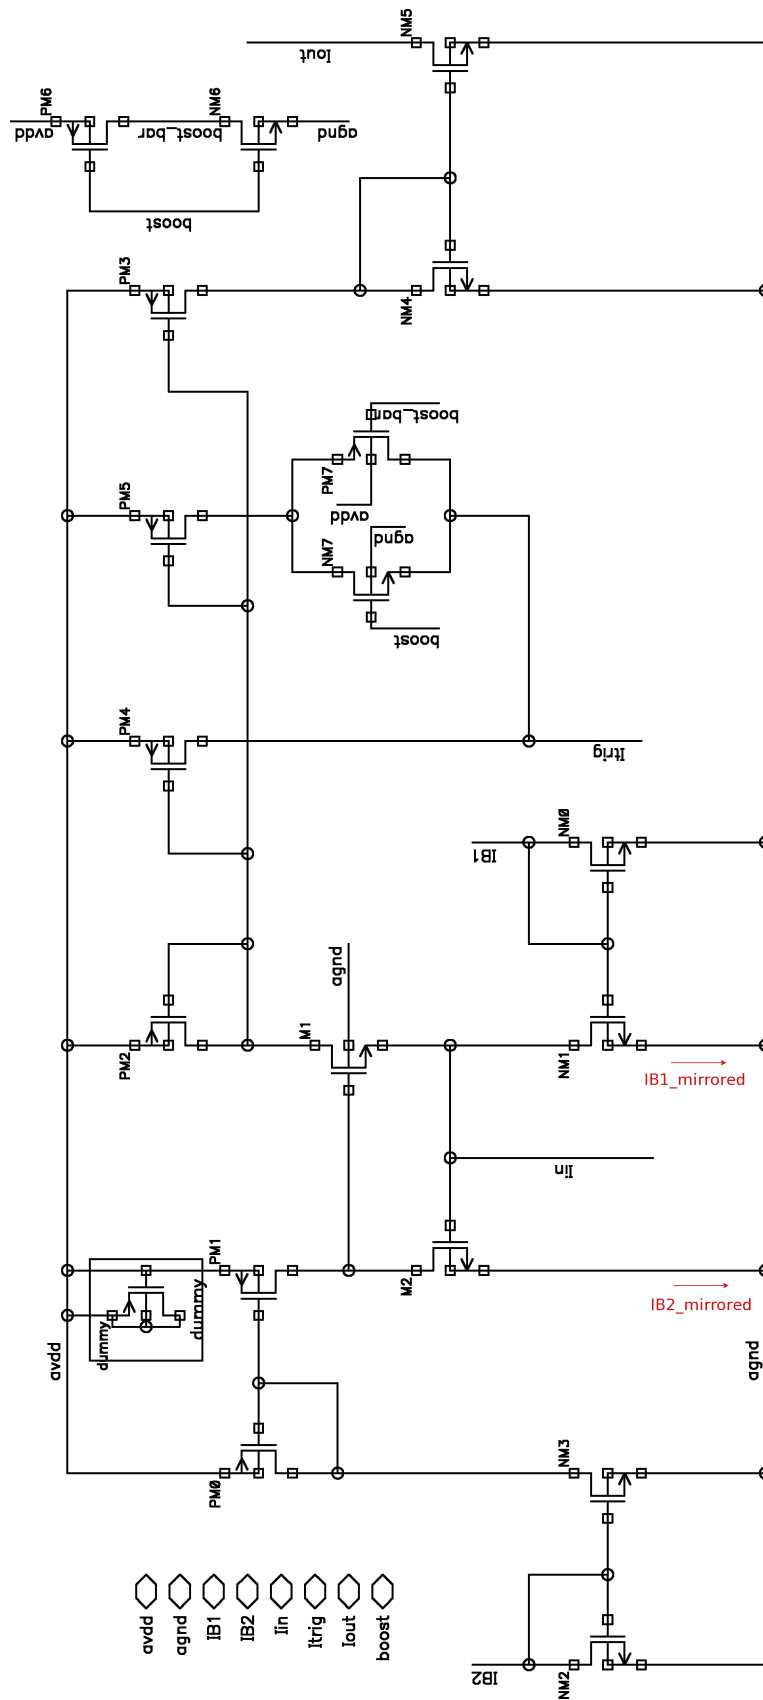 NM5
Iout
PM6
NM6
avdd
boost_bar
agnd
boost
PM3
NM4
boost_bar
PM5
PM7
avdd
agnd
NM7
boost
PM4
Itrig
NM0
IB1
agnd
M1
PM2
NM1
IB1_mirrored
Iin
PM1
dummy
M2
IB2_mirrored
dummy
avdd
agnd
NM3
PM0
avdd
agnd
IB1
IB2
Iin
Itrig
Iout
boost
IB2
NM2